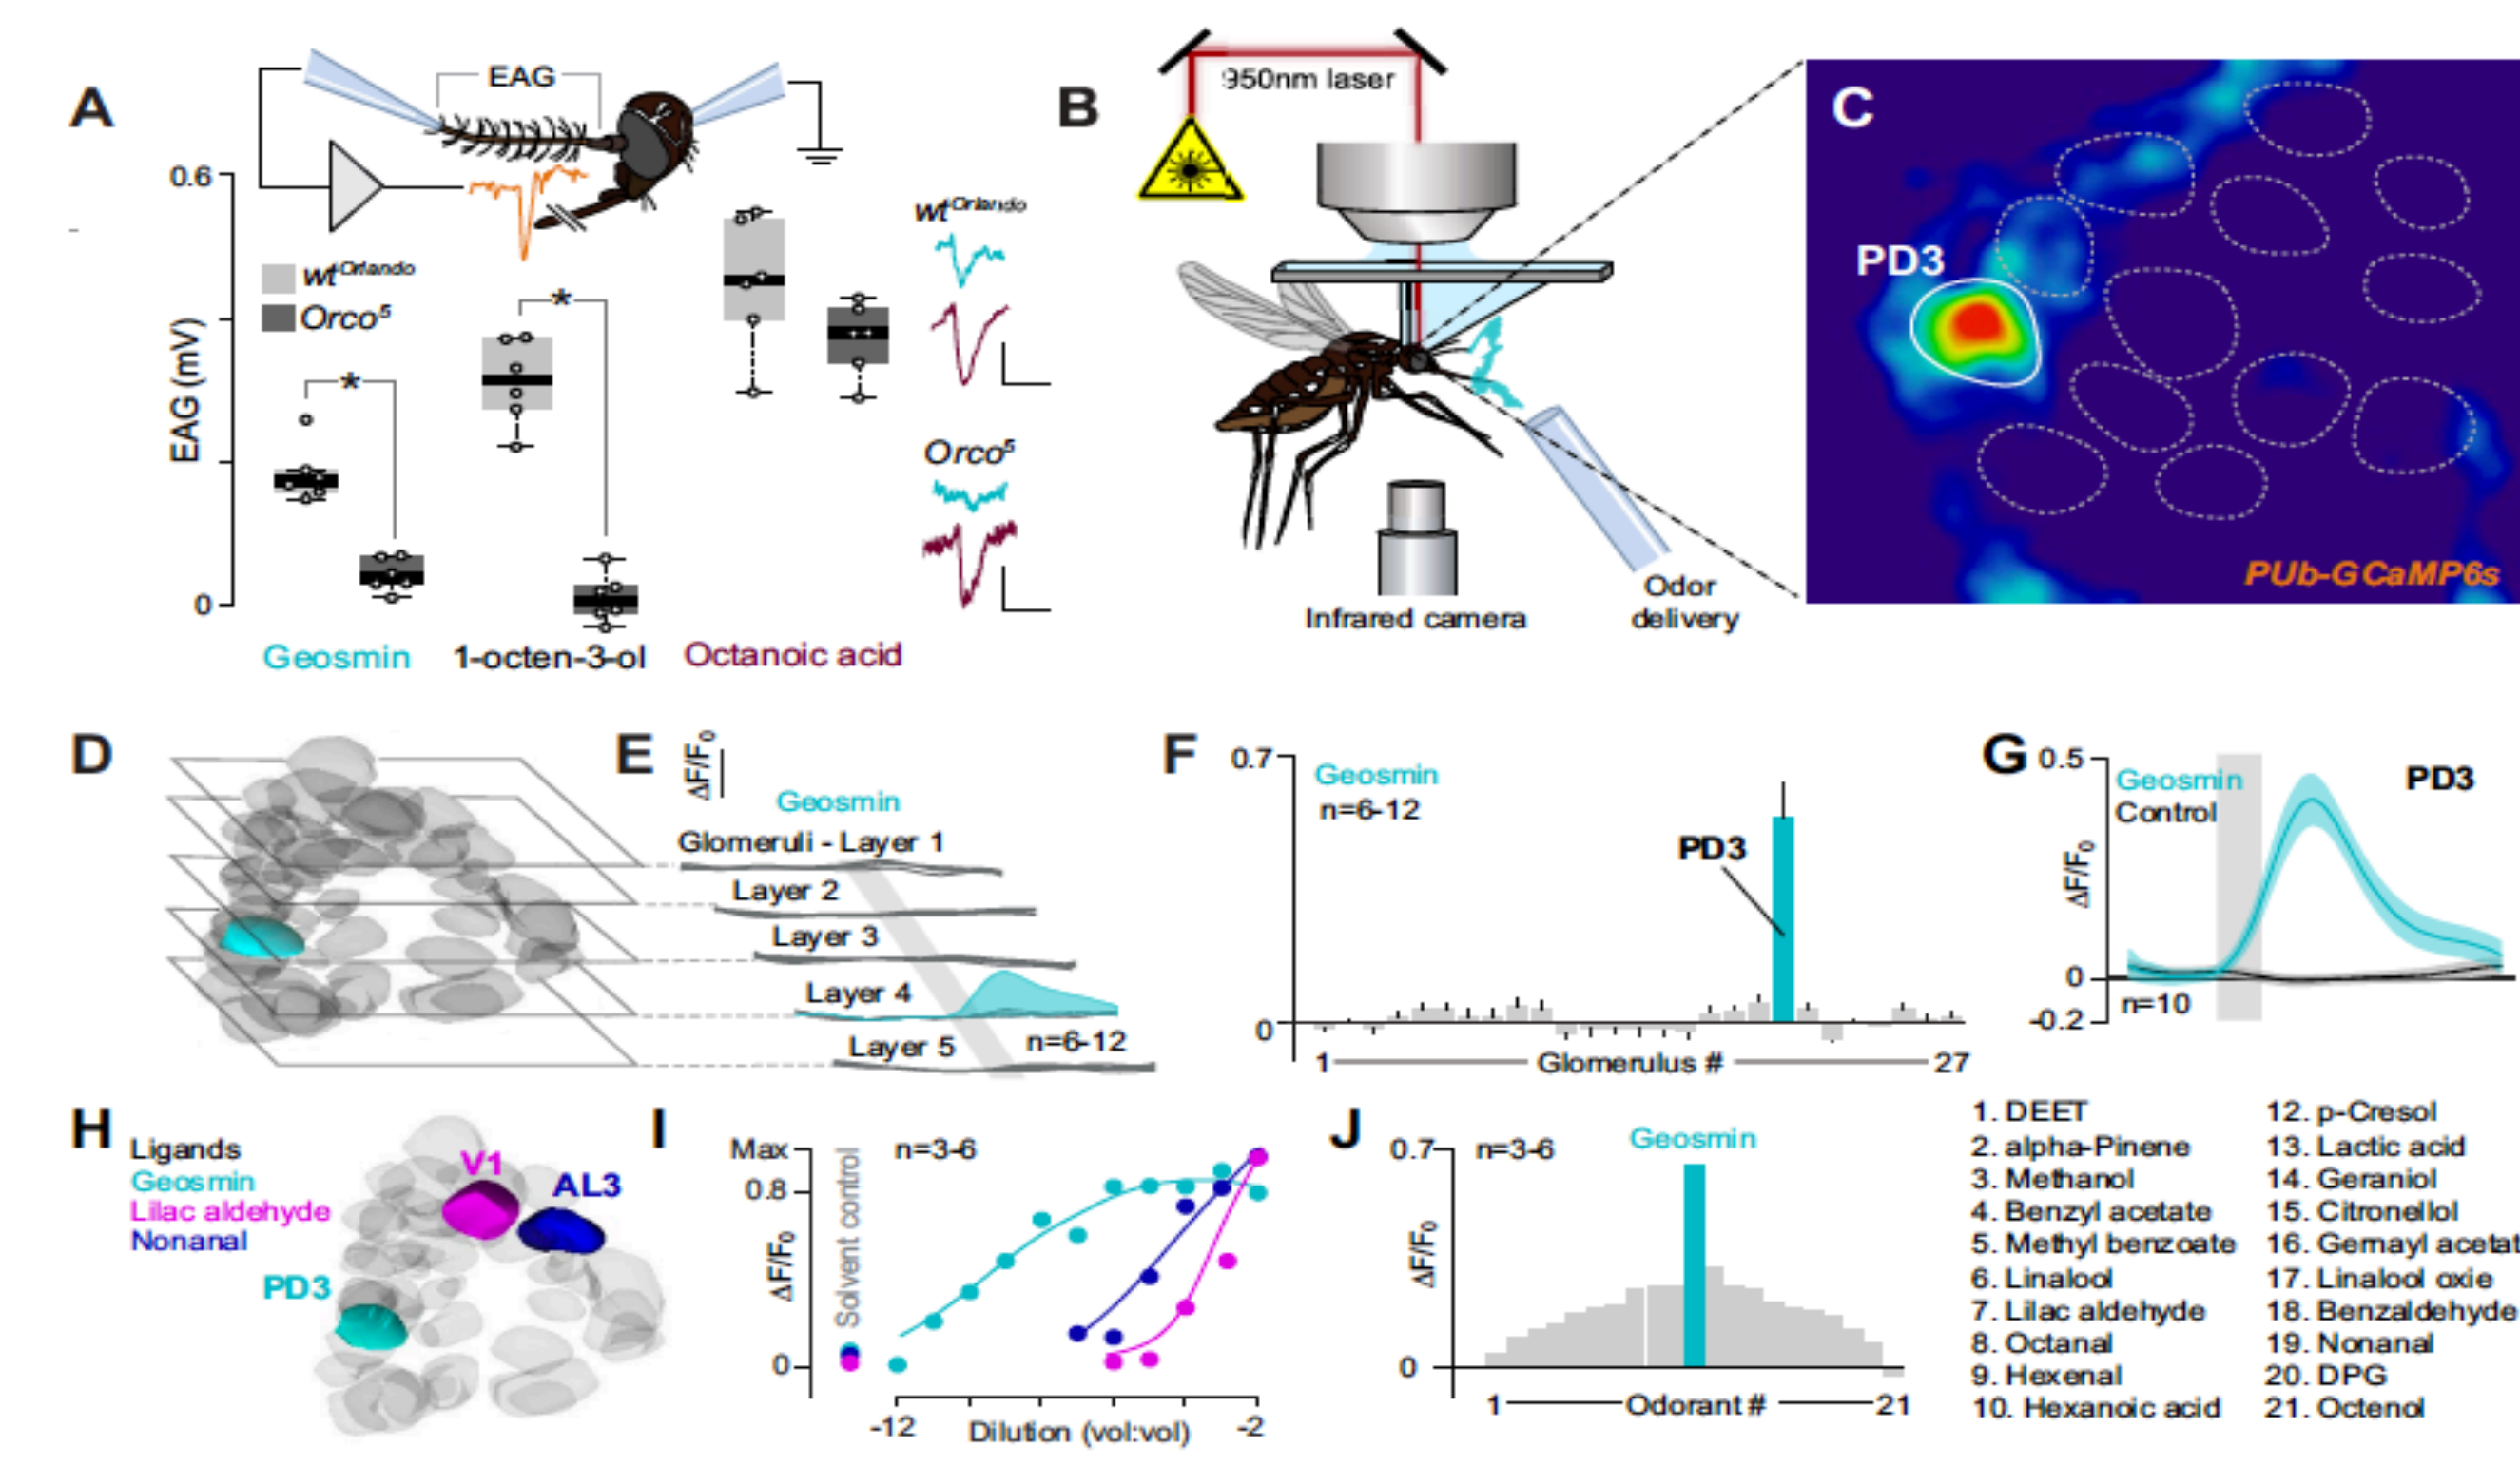 A
EAG
0.6
wt Orlando
Orco5
*
*
EAG (mV)
0
Geosmin
1-octen-3-ol
Octanoic acid
wt Orlando
Orco5
B
950nm laser
Infrared camera
Odor
delivery
C
PD3
PUb-GCaMP6s
D
E
ΔF/F0
Geosmin
Glomeruli - Layer 1
Layer 2
Layer 3
Layer 4
Layer 5
n=6-12
F
0.7
Geosmin
n=6-12
PD3
0
1
Glomerulus #
27
G
0.5
Geosmin
Control
PD3
ΔF/F0
0
-0.2
n=10
H
Ligands
Geosmin
Lilac aldehyde
Nonanal
V1
AL3
PD3
I
Max
0.8
ΔF/F0
0
Solvent control
n=3-6
-12
Dilution (vol:vol)
-2
J
0.7
n=3-6
Geosmin
ΔF/F0
0
1
Odorant #
21
1. DEET
2. alpha-Pinene
3. Methanol
4. Benzyl acetate
5. Methyl benzoate
6. Linalool
7. Lilac aldehyde
8. Octanal
9. Hexenal
10. Hexanoic acid
12. p-Cresol
13. Lactic acid
14. Geraniol
15. Citronellol
16. Gernayl acetat
17. Linalool oxie
18. Benzaldehyde
19. Nonanal
20. DPG
21. Octenol